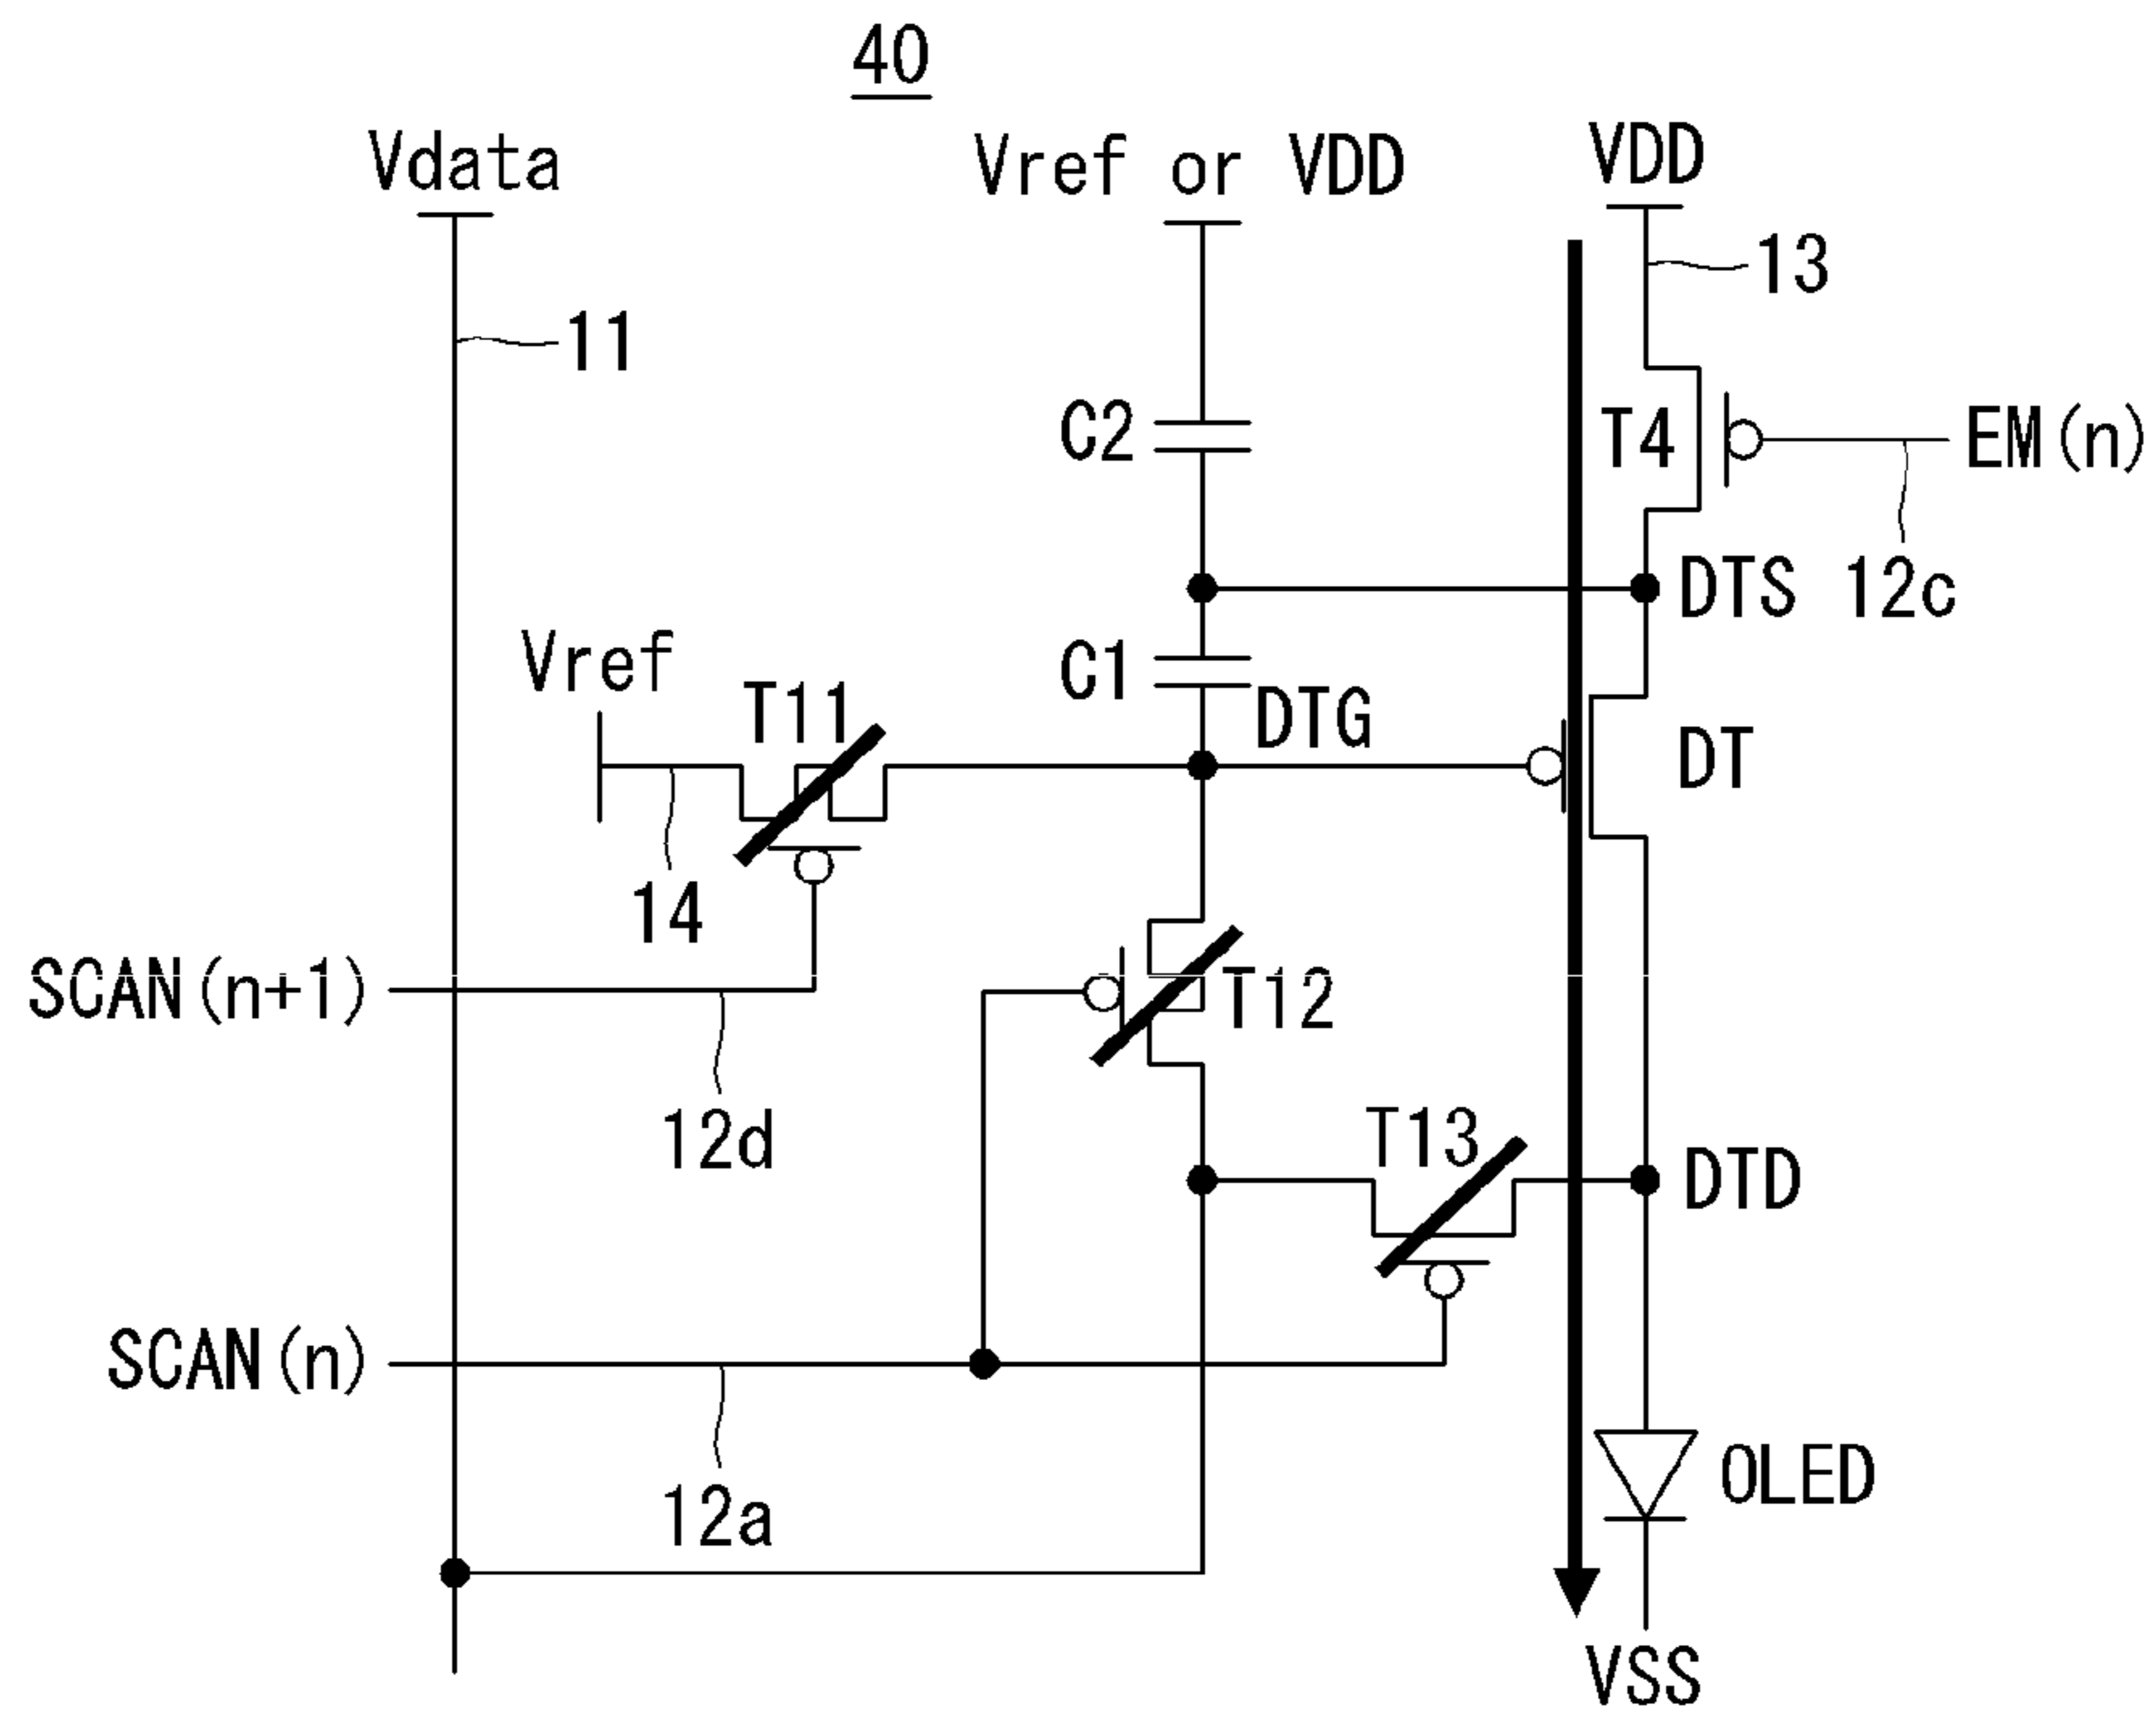 40
Vdata
Vref or VDD
VDD
13
11
C2
T4
EM(n)
DTS
12c
Vref
T11
C1
DTG
DT
14
SCAN(n+1)
T12
12d
T13
DTD
SCAN(n)
12a
OLED
VSS